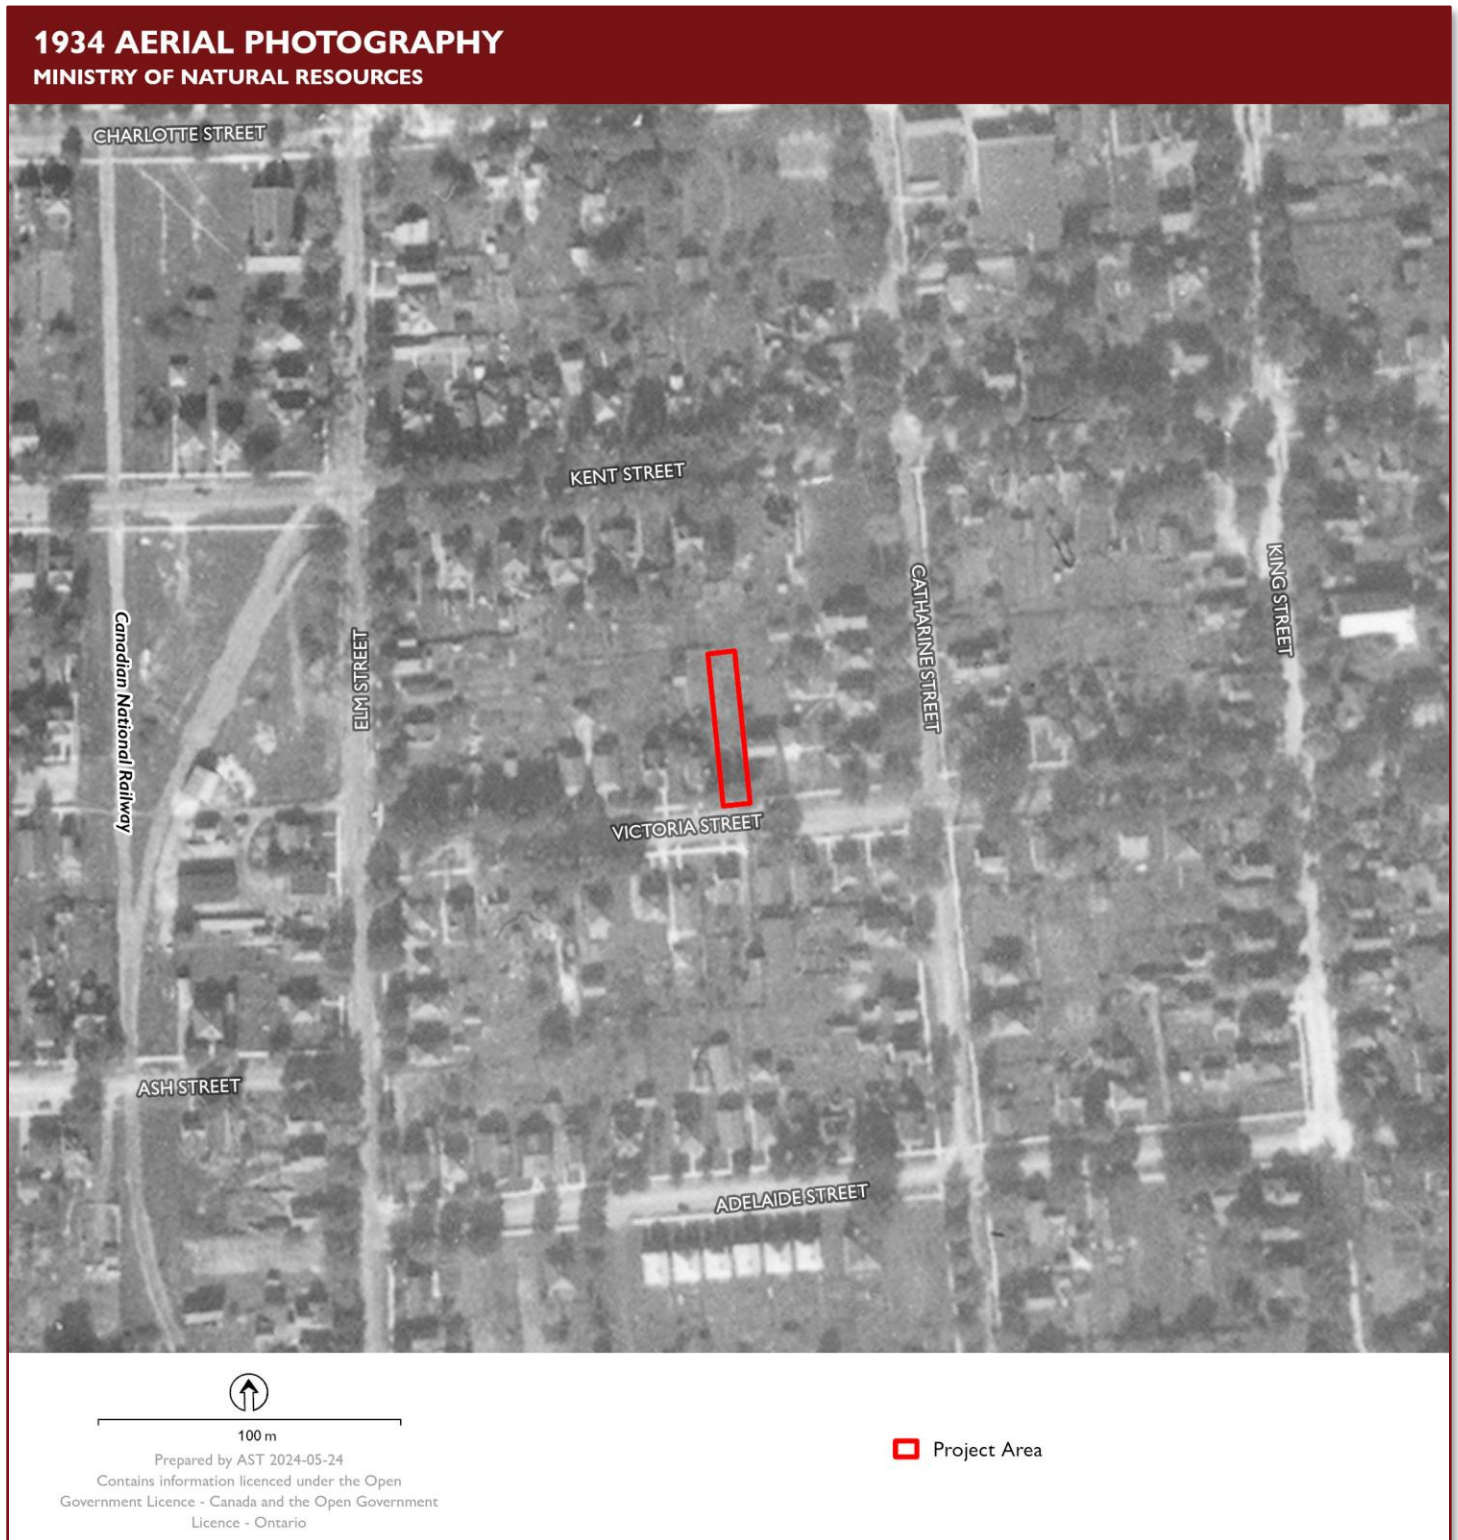 1934 AERIAL PHOTOGRAPHY
MINISTRY OF NATURAL RESOURCES
CHARLOTTE STREET
KENT STREET
KING STREET
CATHARINE STREET
Canadian National Railway
ELM STREET
VICTORIA STREET
ASH STREET
ADELAIDE STREET
100 m
Prepared by AST 2024-05-24
Contains information licenced under the Open
Government Licence - Canada and the Open Government
Licence - Ontario
Project Area